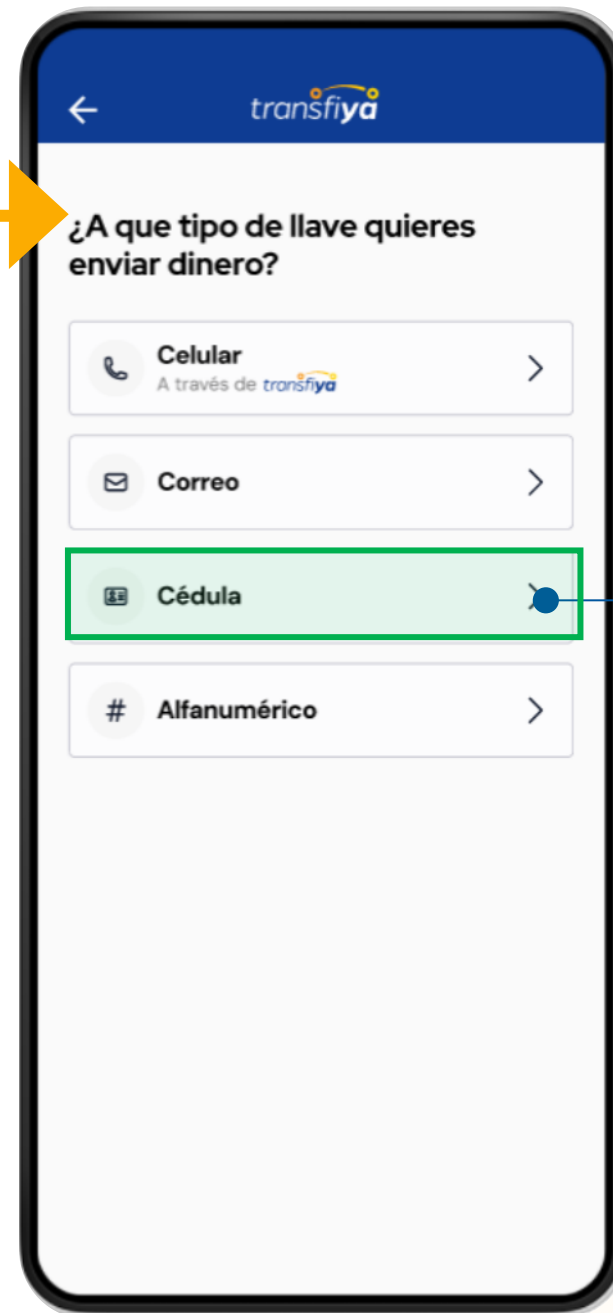 transfiya
¿A que tipo de llave quieres
enviar dinero?
Celular
A través de transfiya
Correo
Cédula
# Alfanumérico